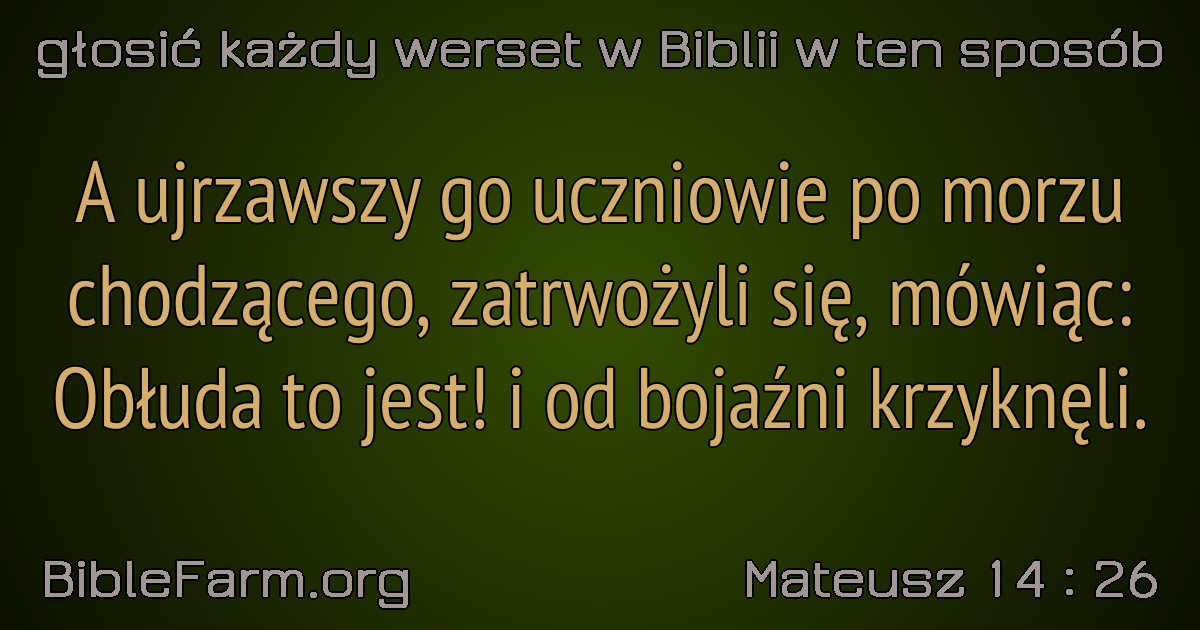 głosić każdy werset w Biblii w ten sposób
A ujrzawszy go uczniowie po morzu
chodzącego, zatrwożyli się, mówiąc:
Obłuda to jest! i od bojaźni krzyknęli.
BibleFarm.org
Mateusz 14 : 26